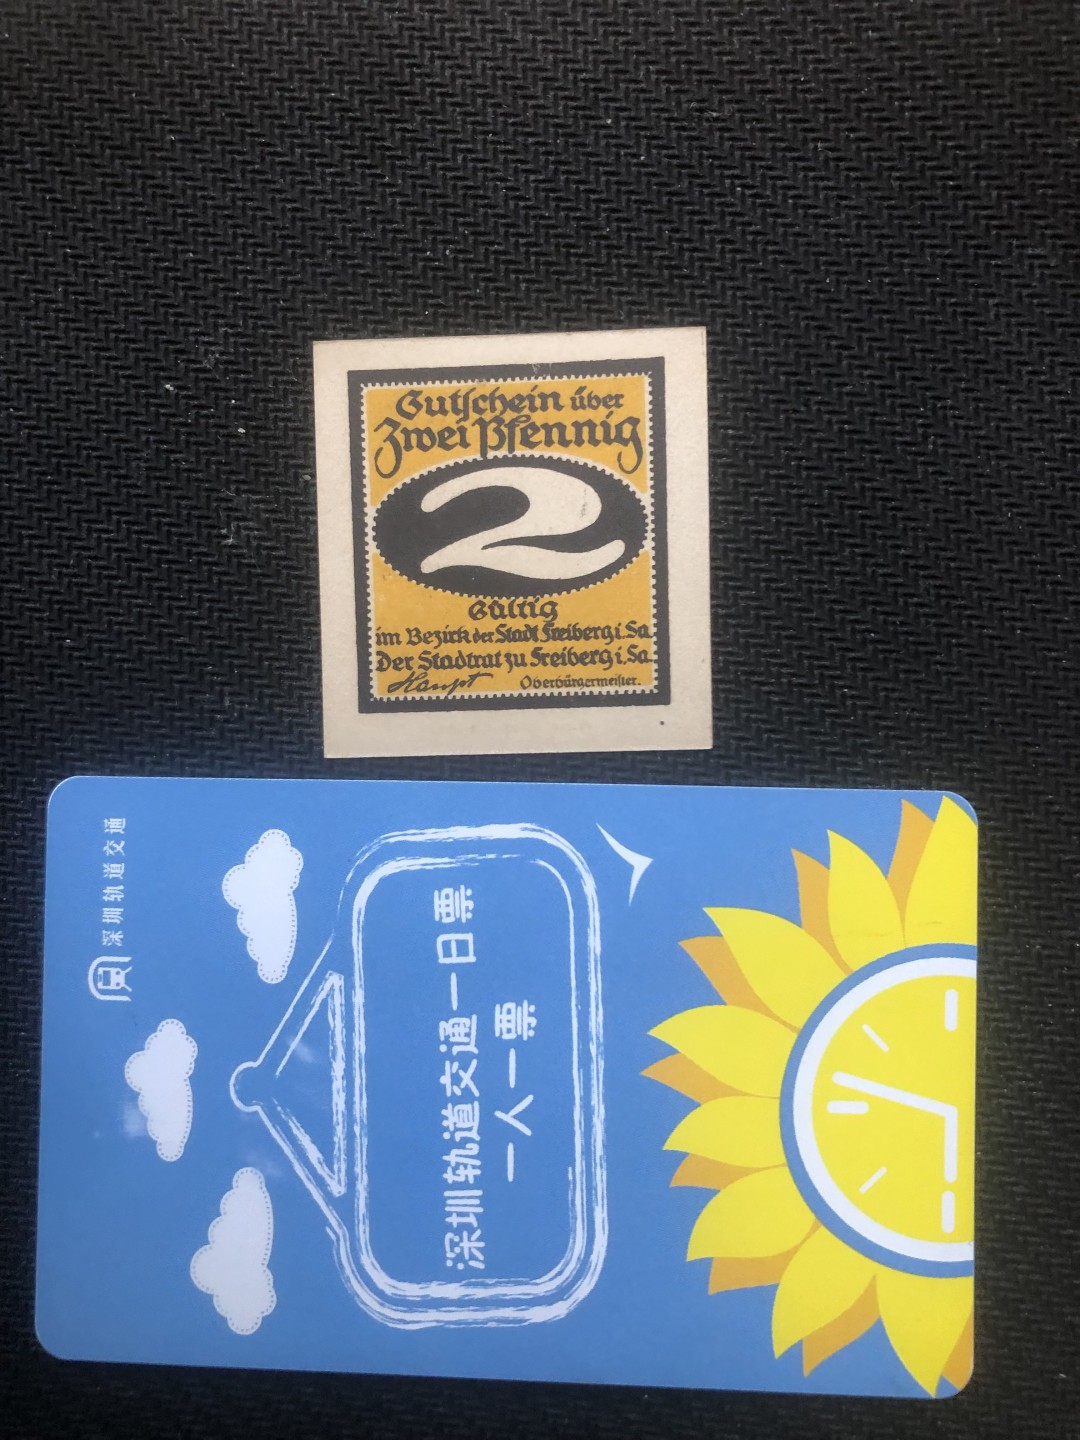 Gutschein über
Zwei Pfennig
2
Gültig
im Bezirk der Stadt Freiberg i. Sa.
Der Stadtrat zu Freiberg i. Sa.
Haupt Oberbürgermeister.
深圳轨道交通
深圳轨道交通一日票
一人一票